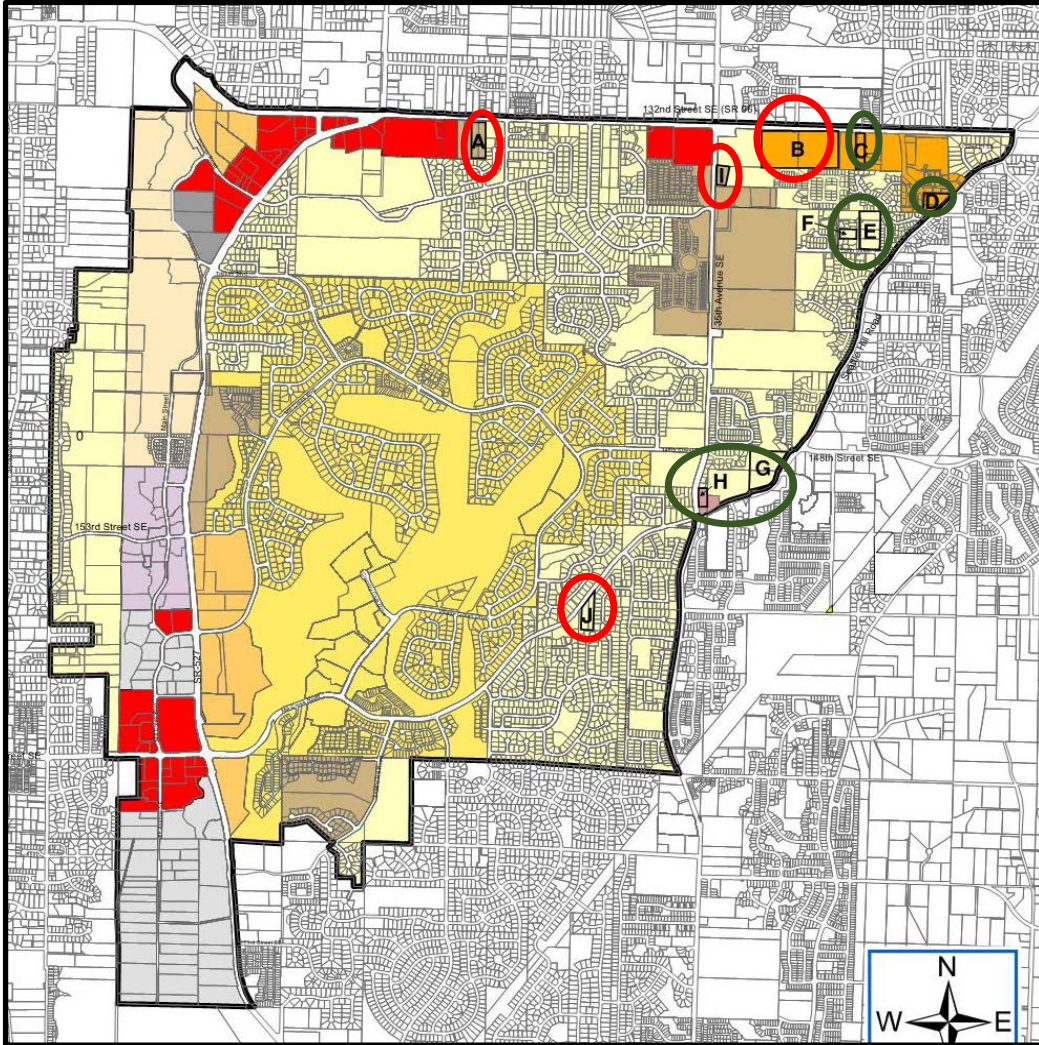 132nd Street SE (SR 96)
A
B
C
I
D
F
E
35th Avenue SE
Seattle Hill Road
Main Street
0
148th Street SE
G
H
153rd Street SE
J
SR-527
N
W
E